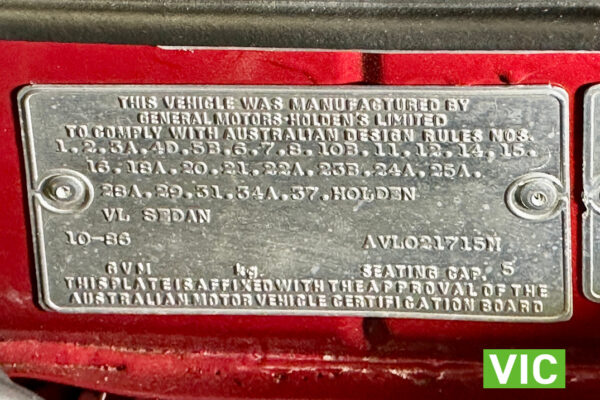 THIS VEHICLE WAS MANUFACTURED BY
GENERAL MOTORS-HOLDEN'S LIMITED
TO COMPLY WITH AUSTRALIAN DESIGN RULES NOS.
1.2.3A.4D.5B.6.7.8.10B.11.12.14.15.
16.18A.20.21.22A.23B.24A.25A.
28A.29.31.34A.37.HOLDEN
VL SEDAN
10-86 AVL021715N
GVM kg. SEATING CAP. 5
THIS PLATE IS AFFIXED WITH THE APPROVAL OF THE
AUSTRALIAN MOTOR VEHICLE CERTIFICATION BOARD
VIC